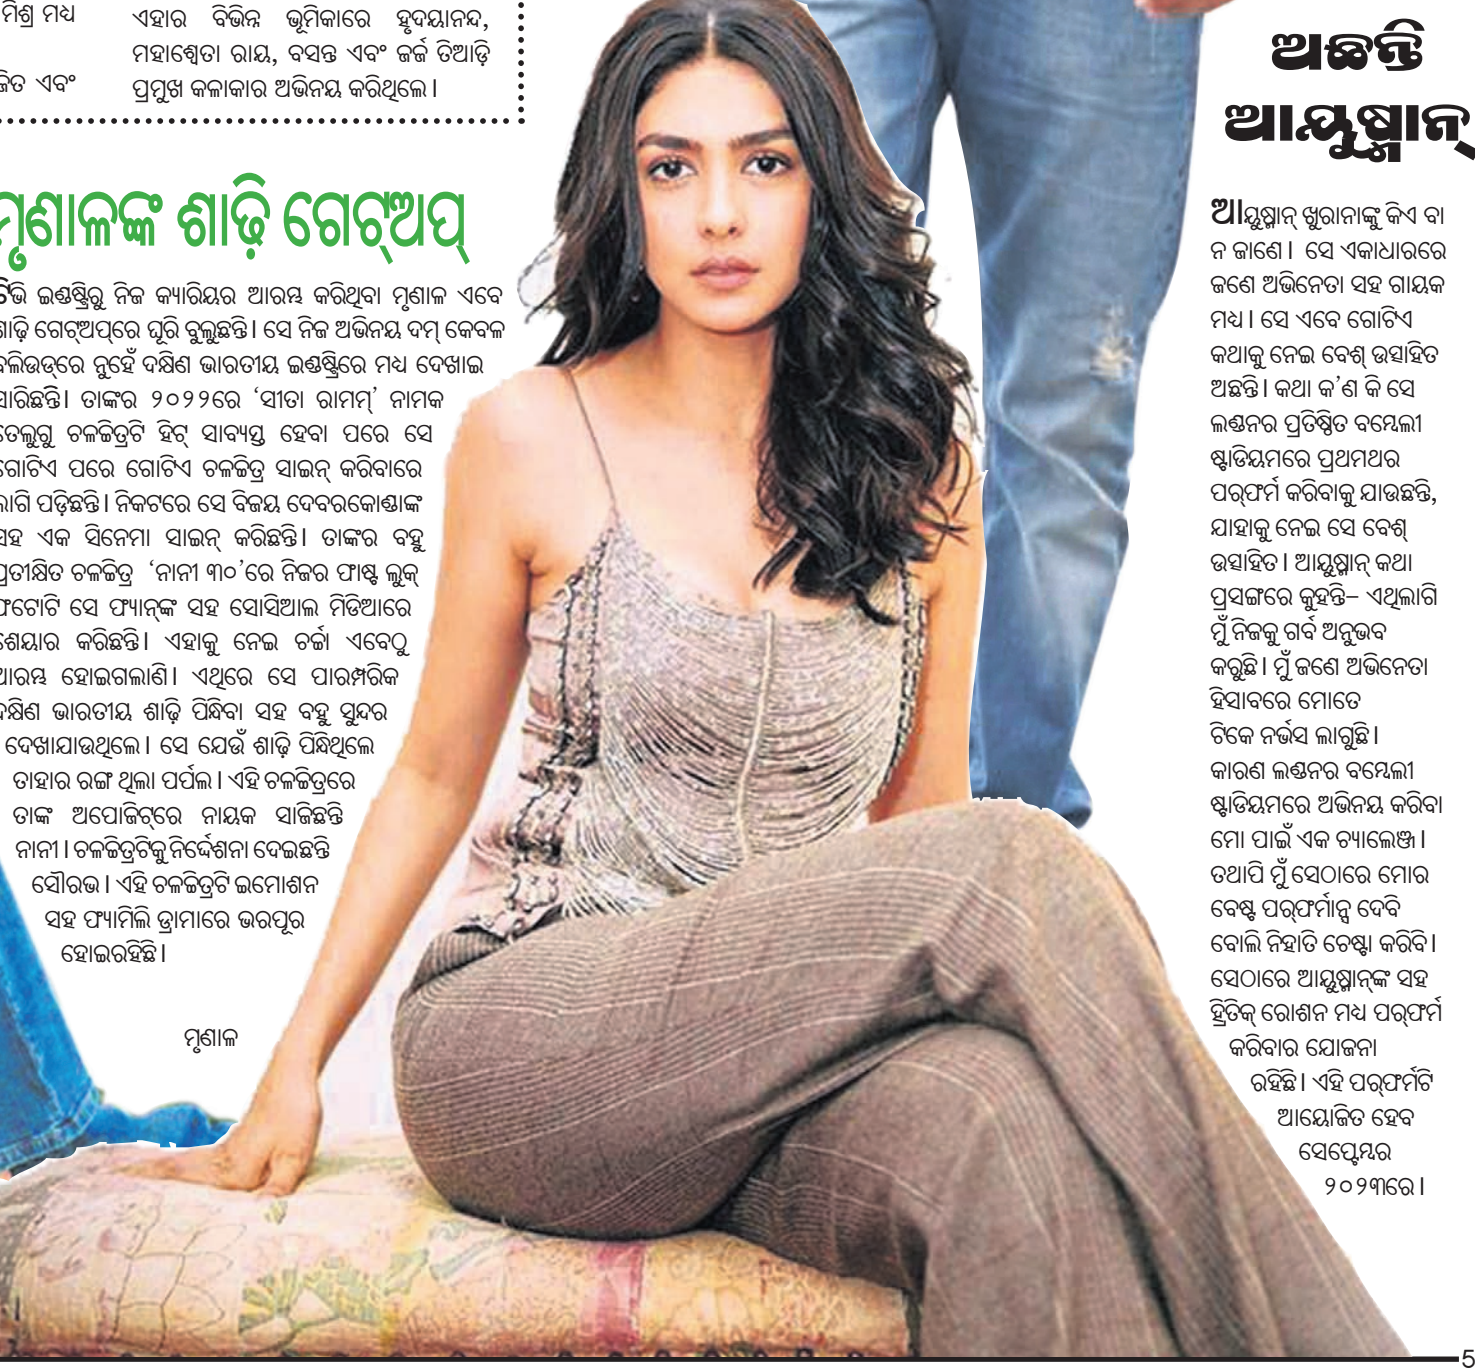 ମିଶ୍ର ମଧ୍ୟ
ଏବଂ
ଏହାର ବିଭିନ୍ନ ଭୂମିକାରେ ହୃଦୟାନନ୍ଦ,
ମହାଶ୍ୱେତା ରାୟ, ବସନ୍ତ ଏବଂ ଜର୍ଜ ତିଆଡ଼ି
ପ୍ରମୁଖ କଳାକାର ଅଭିନୟ କରିଥିଲେ।
ମୃଣାଳଙ୍କ ଶାଢ଼ି ଗେଟ୍ଅପ୍
ଟିଭି ଇଣ୍ଡଷ୍ଟ୍ରିରୁ ନିଜ କ୍ୟାରିୟର ଆରମ୍ଭ କରିଥିବା ମୃଣାଳ ଏବେ
ଶାଢ଼ି ଗେଟ୍ଅପ୍‌ରେ ଘୂରି ବୁଲୁଛନ୍ତି। ସେ ନିଜ ଅଭିନୟ ଦମ୍ କେବଳ
ବଲିଉଡ୍‌ରେ ନୁହେଁ ଦକ୍ଷିଣ ଭାରତୀୟ ଇଣ୍ଡଷ୍ଟ୍ରିରେ ମଧ୍ୟ ଦେଖାଇ
ସାରିଛନ୍ତି। ତାଙ୍କର ୨୦୨୨ରେ ‘ସୀତା ରାମମ୍’ ନାମକ
ତେଲୁଗୁ ଚଳଚ୍ଚିତ୍ରଟି ହିଟ୍ ସାବ୍ୟସ୍ତ ହେବା ପରେ ସେ
ଗୋଟିଏ ପରେ ଗୋଟିଏ ଚଳଚ୍ଚିତ୍ର ସାଇନ୍ କରିବାରେ
ଲାଗି ପଡ଼ିଛନ୍ତି। ନିକଟରେ ସେ ବିଜୟ ଦେବରକୋଣ୍ଡାଙ୍କ
ସହ ଏକ ସିନେମା ସାଇନ୍ କରିଛନ୍ତି। ତାଙ୍କର ବହୁ
ପ୍ରତୀକ୍ଷିତ ଚଳଚ୍ଚିତ୍ର ‘ନାନୀ ୩୦’ରେ ନିଜର ଫାଷ୍ଟ ଲୁକ୍
ଫଟୋଟି ସେ ଫ୍ୟାନ୍‌ଙ୍କ ସହ ସୋସିଆଲ ମିଡିଆରେ
ଶେୟାର କରିଛନ୍ତି। ଏହାକୁ ନେଇ ଚର୍ଚ୍ଚା ଏବେଠୁ
ଆରମ୍ଭ ହୋଇଗଲାଣି। ଏଥିରେ ସେ ପାରମ୍ପରିକ
ଦକ୍ଷିଣ ଭାରତୀୟ ଶାଢ଼ି ପିନ୍ଧିବା ସହ ବହୁ ସୁନ୍ଦର
ଦେଖାଯାଉଥିଲେ। ସେ ଯେଉଁ ଶାଢ଼ି ପିନ୍ଧିଥିଲେ
ତାହାର ରଙ୍ଗ ଥିଲା ପର୍ପଲ। ଏହି ଚଳଚ୍ଚିତ୍ରରେ
ତାଙ୍କ ଅପୋଜିଟ୍‌ରେ ନାୟକ ସାଜିଛନ୍ତି
ନାନୀ। ଚଳଚ୍ଚିତ୍ରଟିକୁ ନିର୍ଦ୍ଦେଶନା ଦେଇଛନ୍ତି
ସୌରଭ। ଏହି ଚଳଚ୍ଚିତ୍ରଟି ଇମୋଶନ
ସହ ଫ୍ୟାମିଲି ଡ୍ରାମାରେ ଭରପୂର
ହୋଇରହିଛି।
ମୃଣାଳ
ଅଛନ୍ତି
ଆୟୁଷ୍ମାନ୍
ଆୟୁଷ୍ମାନ୍ ଖୁରାନାଙ୍କୁ କିଏ ବା
ନ ଜାଣେ। ସେ ଏକାଧାରରେ
ଜଣେ ଅଭିନେତା ସହ ଗାୟକ
ମଧ୍ୟ। ସେ ଏବେ ଗୋଟିଏ
କଥାକୁ ନେଇ ବେଶ୍ ଉତ୍ସାହିତ
ଅଛନ୍ତି। କଥା କ’ଣ କି ସେ
ଲଣ୍ଡନର ପ୍ରତିଷ୍ଠିତ ବମ୍ବେଲୀ
ଷ୍ଟାଡିୟମରେ ପ୍ରଥମଥର
ପର୍‌ଫର୍ମ କରିବାକୁ ଯାଉଛନ୍ତି,
ଯାହାକୁ ନେଇ ସେ ବେଶ୍
ଉତ୍ସାହିତ। ଆୟୁଷ୍ମାନ୍ କଥା
ପ୍ରସଙ୍ଗରେ କୁହନ୍ତି– ଏଥିଲାଗି
ମୁଁ ନିଜକୁ ଗର୍ବ ଅନୁଭବ
କରୁଛି। ମୁଁ ଜଣେ ଅଭିନେତା
ହିସାବରେ ମୋତେ
ଟିକେ ନର୍ଭସ ଲାଗୁଛି।
କାରଣ ଲଣ୍ଡନର ବମ୍ବେଲୀ
ଷ୍ଟାଡିୟମରେ ଅଭିନୟ କରିବା
ମୋ ପାଇଁ ଏକ ଚ୍ୟାଲେଞ୍ଜ।
ତଥାପି ମୁଁ ସେଠାରେ ମୋର
ବେଷ୍ଟ ପର୍‌ଫର୍ମାନ୍ସ ଦେବି
ବୋଲି ନିହାତି ଚେଷ୍ଟା କରିବି।
ସେଠାରେ ଆୟୁଷ୍ମାନ୍‌ଙ୍କ ସହ
ହ୍ରିତିକ୍ ରୋଶନ ମଧ୍ୟ ପର୍‌ଫର୍ମ
କରିବାର ଯୋଜନା
ରହିଛି। ଏହି ପର୍‌ଫର୍ମଟି
ଆୟୋଜିତ ହେବ
ସେପ୍ଟେମ୍ବର
୨୦୨୩ରେ।
5